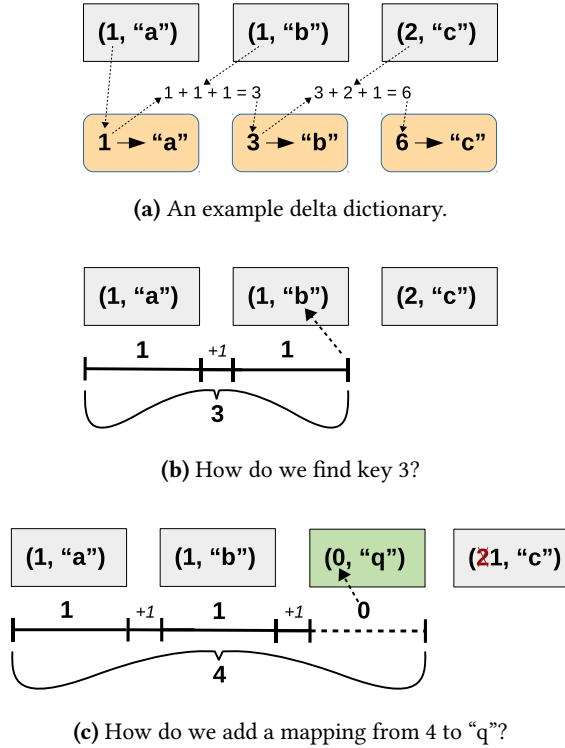 (1, “a”) (1, “b”) (2, “c”)
1 + 1 + 1 = 3 3 + 2 + 1 = 6
1 “a” 3 “b” 6 “c”
(a) An example delta dictionary.
(1, “a”) (1, “b”) (2, “c”)
1 +1 1
3
(b) How do we find key 3?
(1, “a”) (1, “b”) (0, “q”) (21, “c”)
1 +1 1 +1 0
4
(c) How do we add a mapping from 4 to “q”?